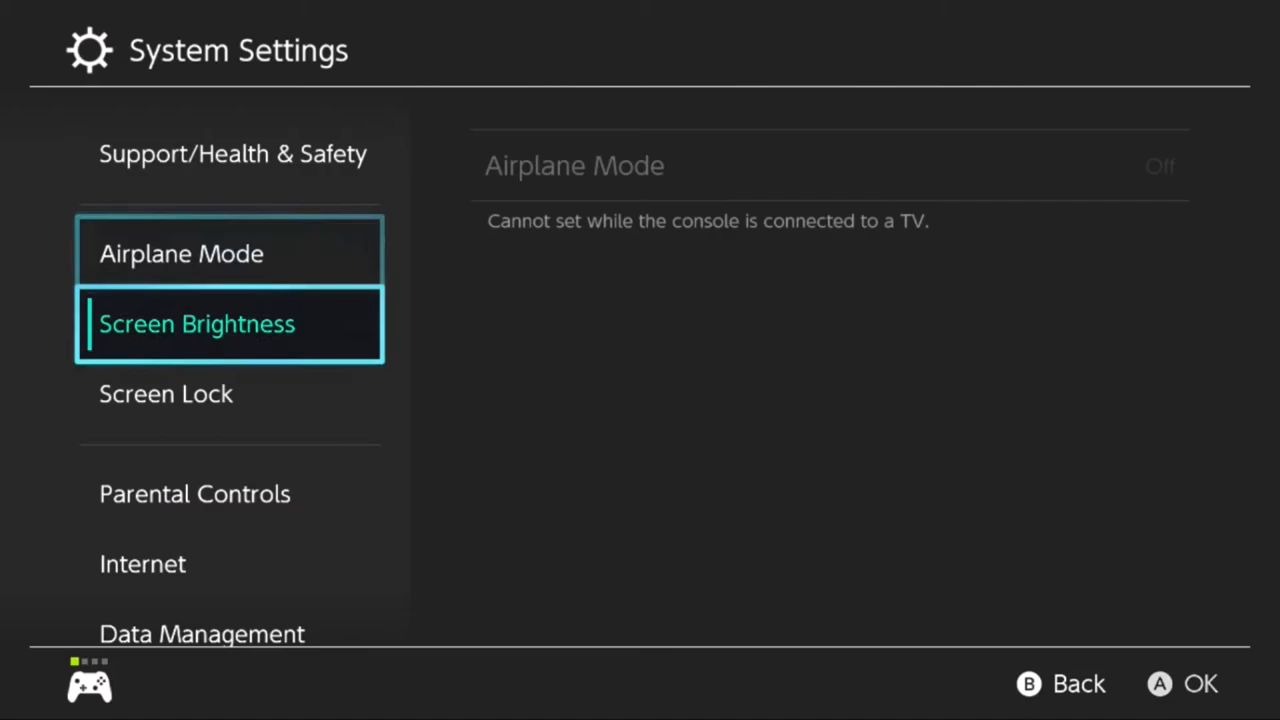 System Settings
Support/Health & Safety
Airplane Mode
Screen Brightness
Screen Lock
Parental Controls
Internet
Data Management
Airplane Mode Off
Cannot set while the console is connected to a TV.
B Back A OK